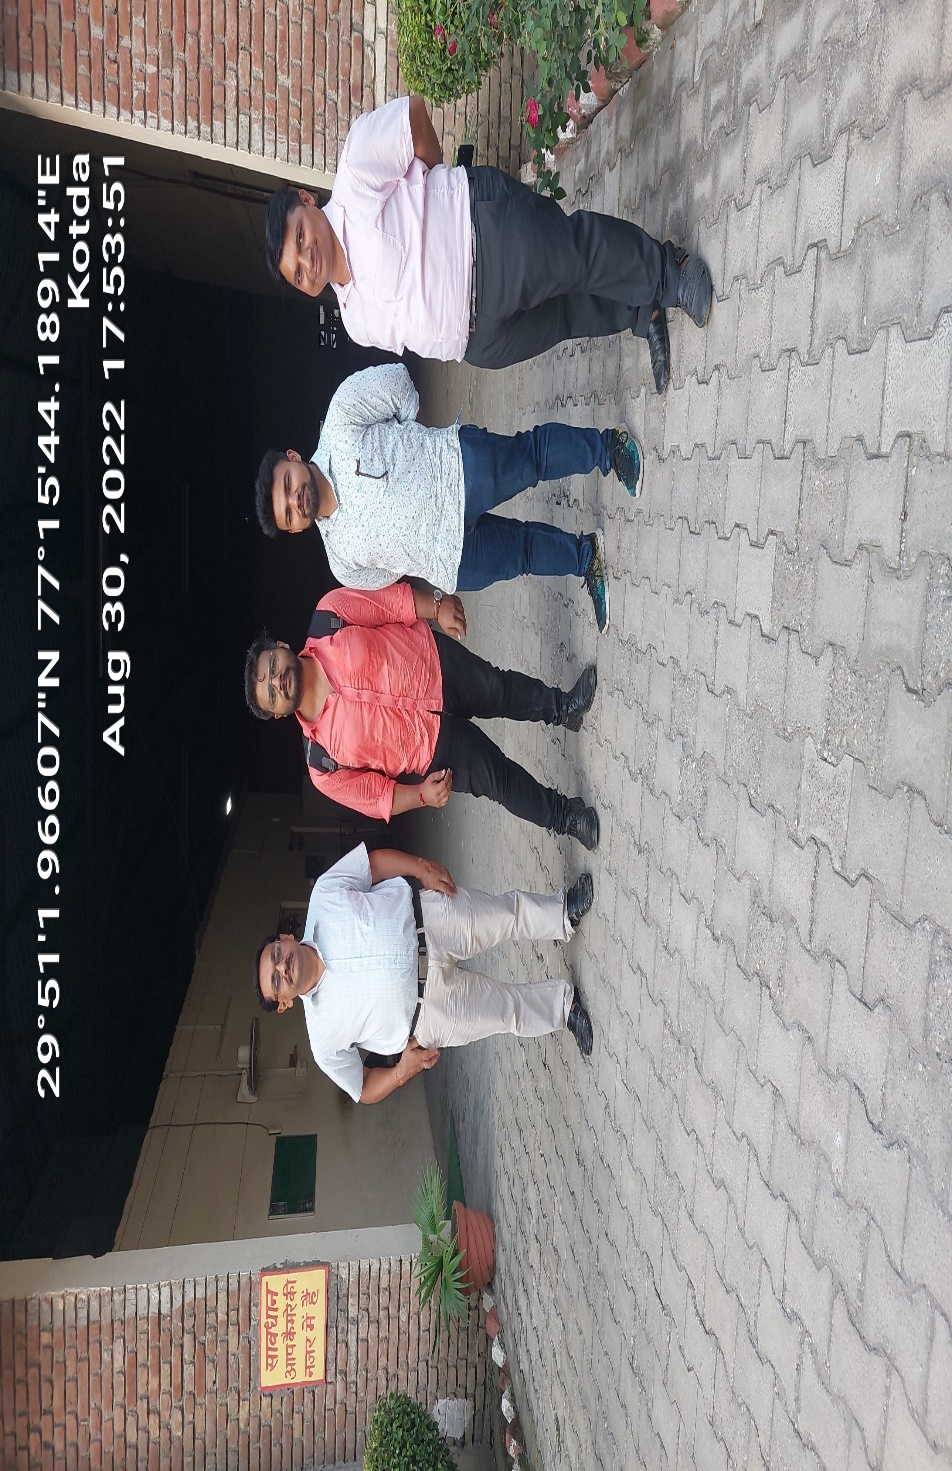 29°51'1.96607"N 77°15'44.18914"E
Kotda
Aug 30, 2022 17:53:51
सावधान
आप कैमरे की
नजर में है